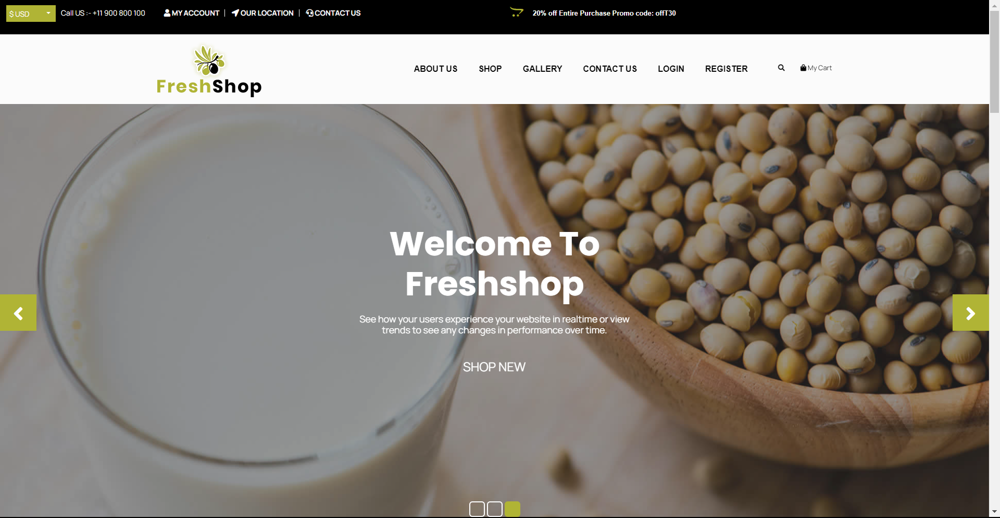 $ USD
Call US :- +11 900 800 100
MY ACCOUNT
OUR LOCATION
CONTACT US
20% off Entire Purchase Promo code: offT30
FreshShop
ABOUT US
SHOP
GALLERY
CONTACT US
LOGIN
REGISTER
My Cart
Welcome To
Freshshop
See how your users experience your website in realtime or view
trends to see any changes in performance over time.
SHOP NEW